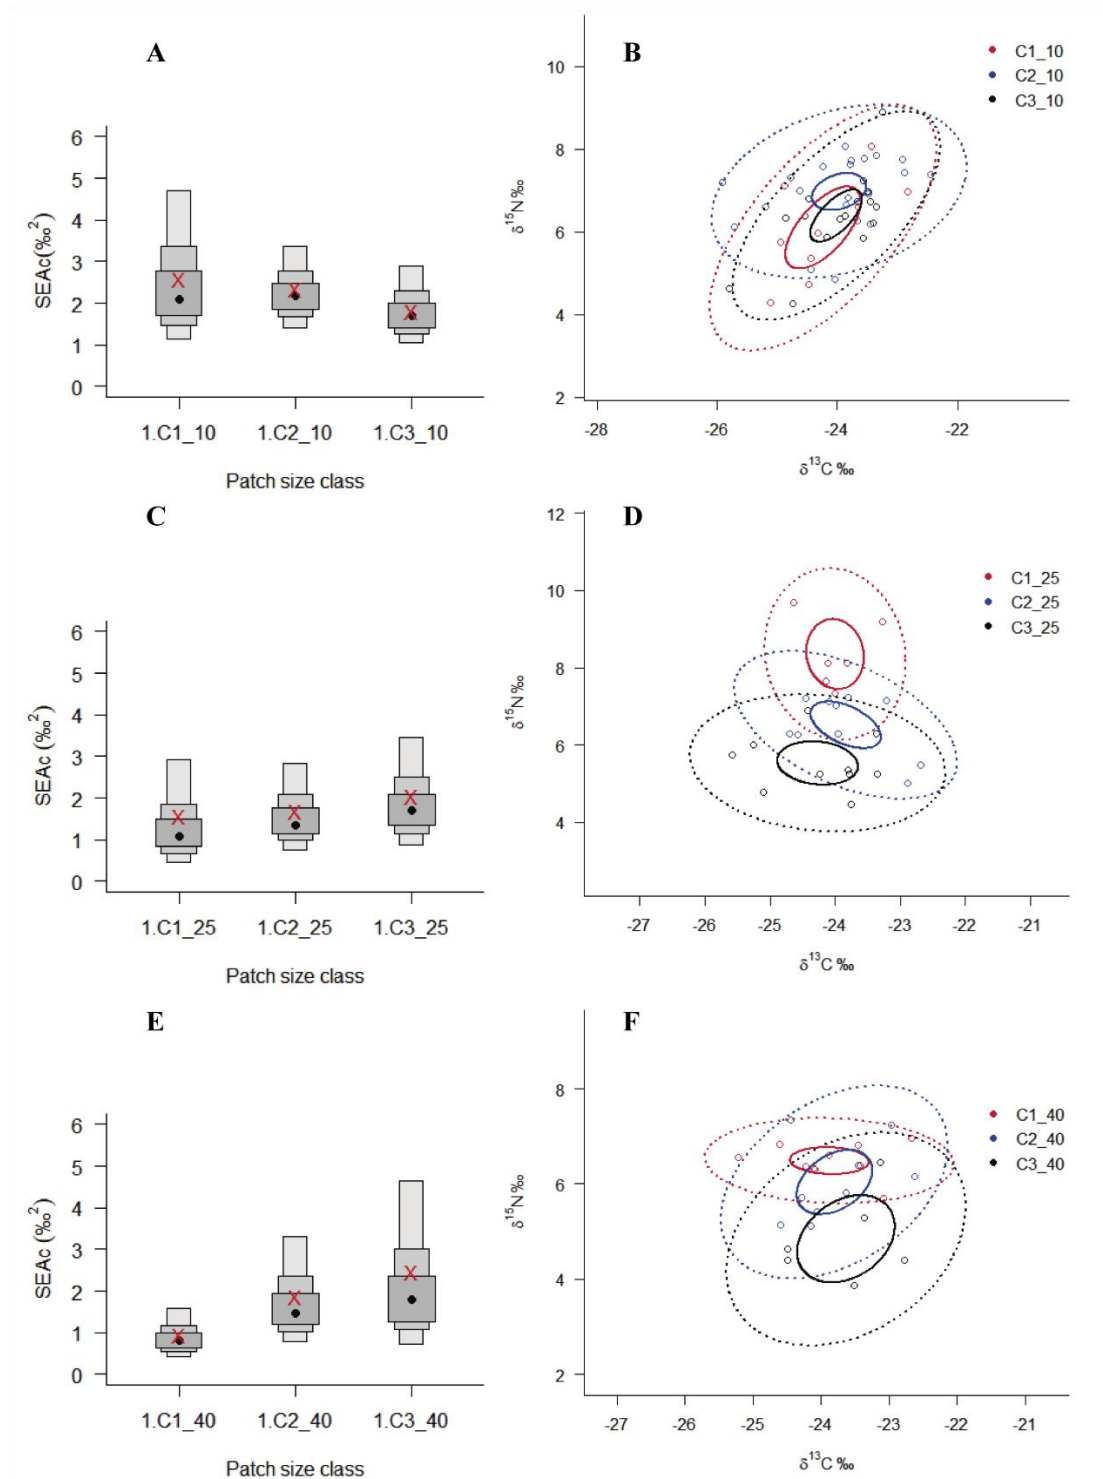 A
6
5
4
3
2
1
0
SEAc(‰²)
1.C1_10 1.C2_10 1.C3_10
Patch size class
B
C1_10
C2_10
C3_10
10
8
6
4
2
δ¹⁵N‰
-28 -26 -24 -22
δ¹³C ‰
C
6
5
4
3
2
1
0
SEAc (‰²)
1.C1_25 1.C2_25 1.C3_25
Patch size class
D
C1_25
C2_25
C3_25
12
10
8
6
4
δ¹⁵N‰
-27 -26 -25 -24 -23 -22 -21
δ¹³C ‰
E
6
5
4
3
2
1
0
SEAc (‰²)
1.C1_40 1.C2_40 1.C3_40
Patch size class
F
C1_40
C2_40
C3_40
8
6
4
2
δ¹⁵N‰
-27 -26 -25 -24 -23 -22 -21
δ¹³C ‰